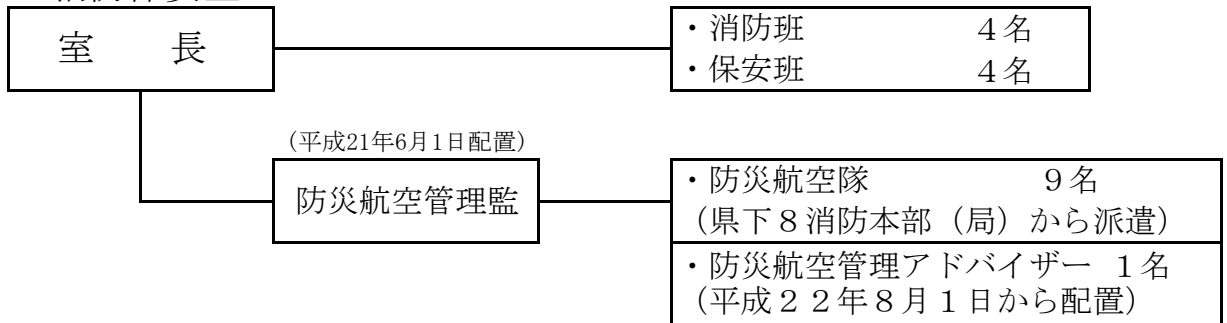 室　　長
・消防班　　　　　４名
・保安班　　　　　４名
（平成21年6月1日配置）
防災航空管理監
・防災航空隊　　　　９名
（県下８消防本部（局）から派遣）
・防災航空管理アドバイザー　１名
（平成２２年８月１日から配置）